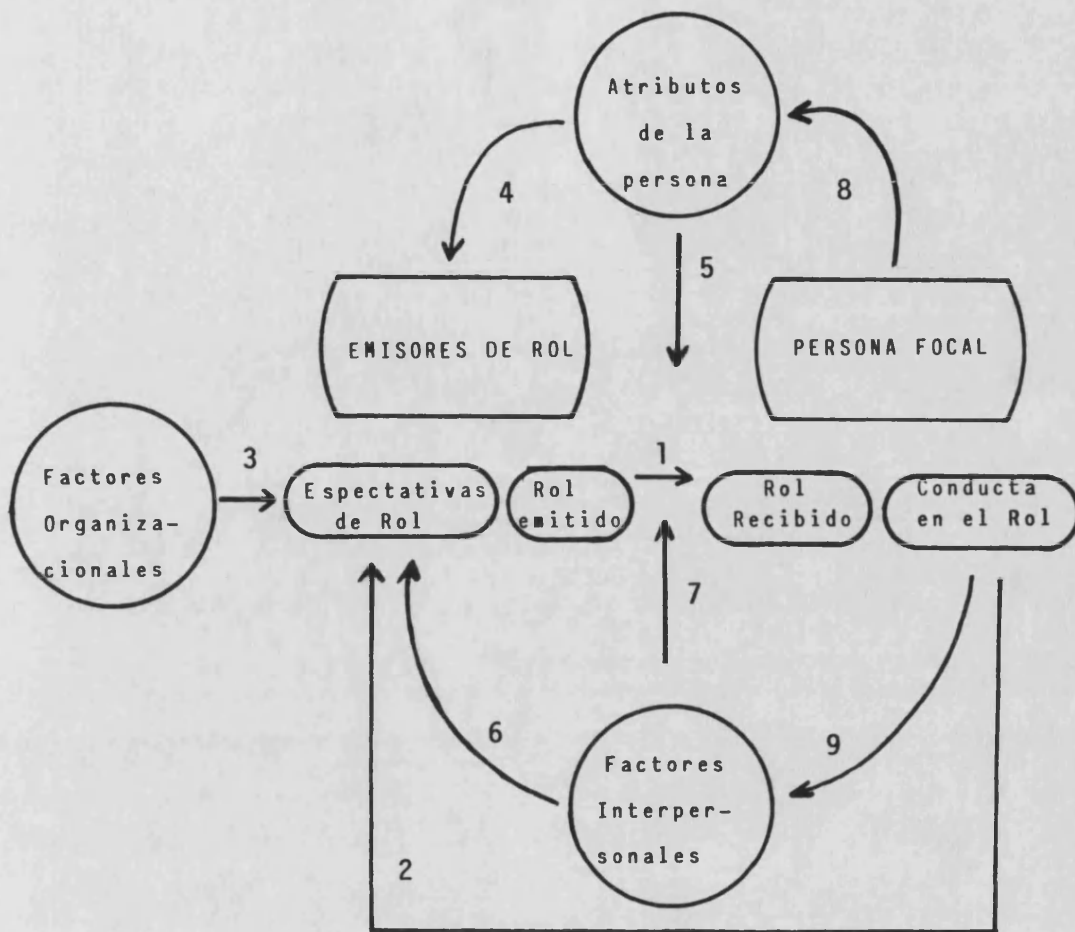 Atributos
de la
persona
4
8
5
EMISORES DE ROL
PERSONA FOCAL
3
1
Factores
Organiza-
cionales
Espectativas
de Rol
Rol
emitido
Rol
Recibido
Conducta
en el Rol
7
6
9
Factores
Interper-
sonales
2